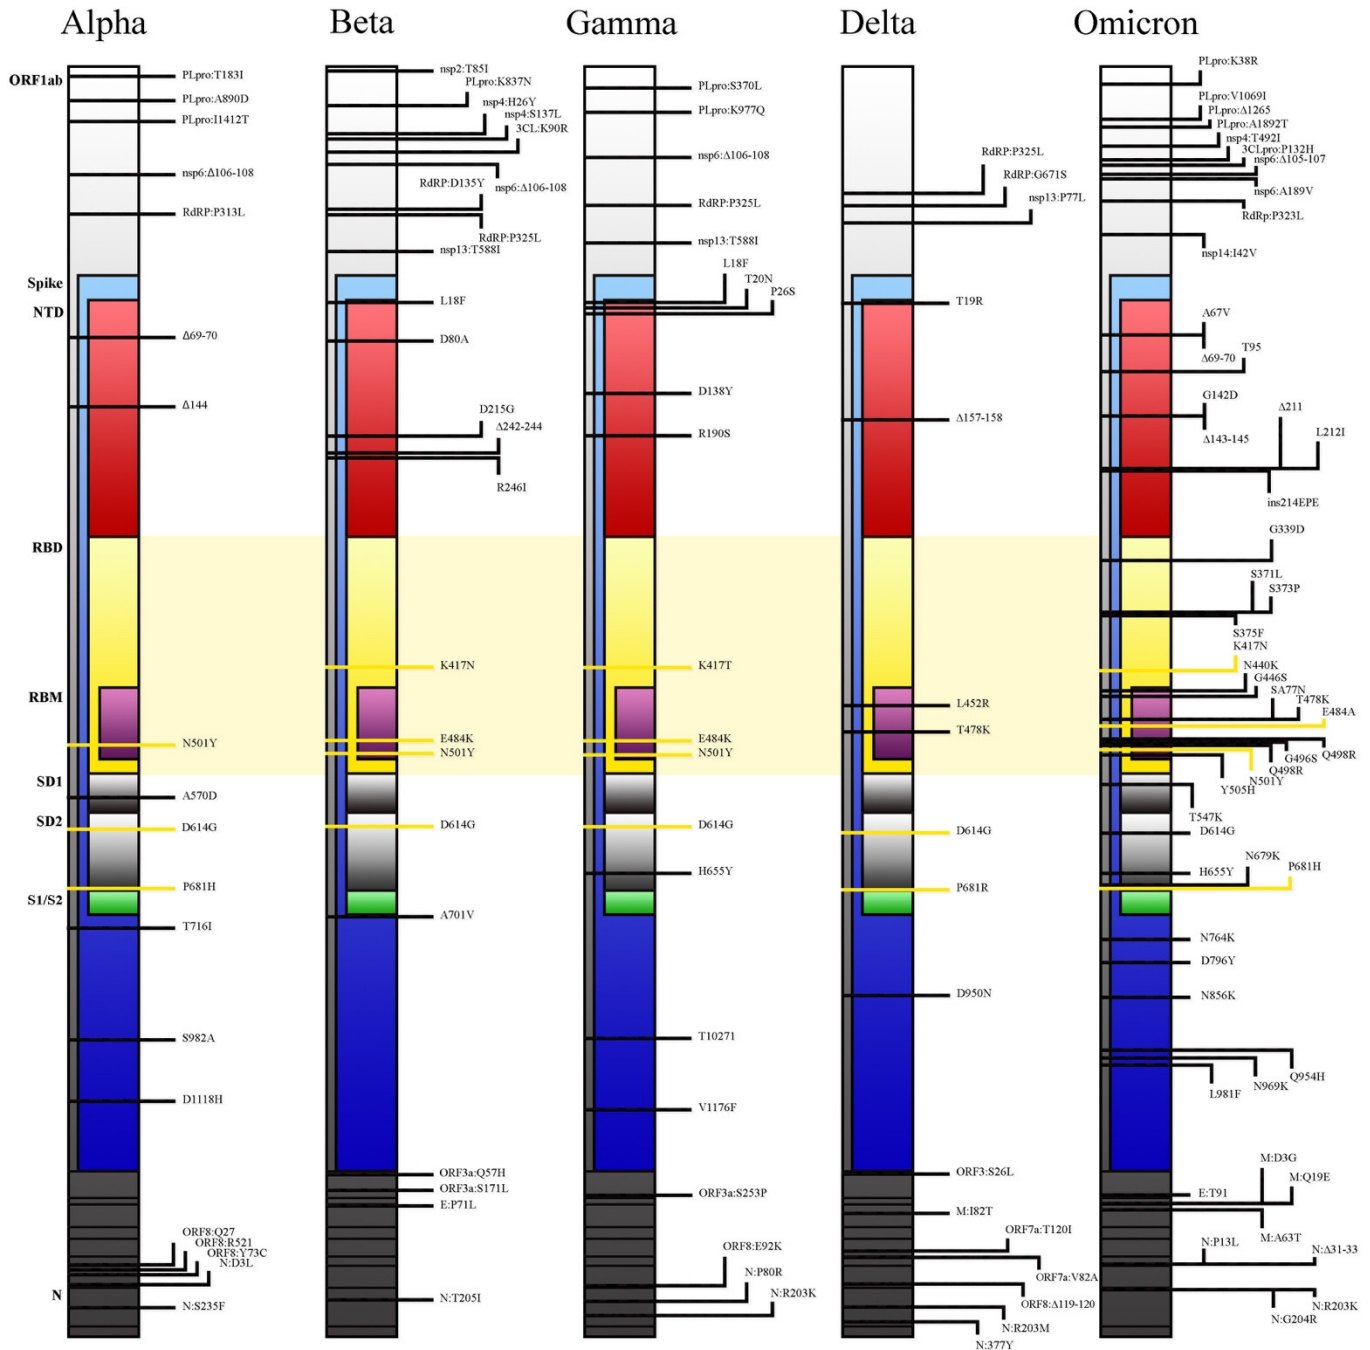 Alpha
Beta
Gamma
Delta
Omicron
ORF1ab
Spike
NTD
RBD
RBM
SD1
SD2
S1/S2
N
PLpro:T183I
PLpro:A890D
PLpro:I1412T
nsp6:Δ106-108
RdRP:P313L
Δ69-70
Δ144
N501Y
A570D
D614G
P681H
T716I
S982A
D1118H
ORF8:Q27
ORF8:R521
ORF8:Y73C
N:D3L
N:S235F
nsp2:T85I
PLpro:K837N
nsp4:H26Y
nsp4:S137L
3CL:K90R
nsp6:Δ106-108
RdRP:D135Y
RdRP:P325L
nsp13:T588I
L18F
D80A
D215G
Δ242-244
R246I
K417N
E484K
N501Y
D614G
A701V
ORF3a:Q57H
ORF3a:S171L
E:P71L
N:T205I
PLpro:S370L
PLpro:K977Q
nsp6:Δ106-108
RdRP:P325L
nsp13:T588I
L18F
T20N
P26S
D138Y
R190S
K417T
E484K
N501Y
D614G
H655Y
T10271
V1176F
ORF3a:S253P
ORF8:E92K
N:P80R
N:R203K
RdRP:P325L
RdRP:G671S
nsp13:P77L
T19R
Δ157-158
L452R
T478K
D614G
P681R
D950N
ORF3:S26L
M:I82T
ORF7a:T120I
ORF7a:V82A
ORF8:Δ119-120
N:R203M
N:377Y
PLpro:K38R
PLpro:V1069I
PLpro:Δ1265
PLpro:A1892T
nsp4:T492I
3CLpro:P132H
nsp6:Δ105-107
nsp6:A189V
RdRp:P323L
nsp14:I42V
A67V
Δ69-70
T95
G142D
Δ143-145
Δ211
L212I
ins214EPE
G339D
S371L
S373P
S375F
K417N
N440K
G446S
SA77N
T478K
E484A
Q498R
G496S
Q498R
N501Y
Y505H
T547K
D614G
H655Y
N679K
P681H
N764K
D796Y
N856K
Q954H
N969K
L981F
M:D3G
M:Q19E
E:T91
M:A63T
N:P13L
N:Δ31-33
N:R203K
N:G204R